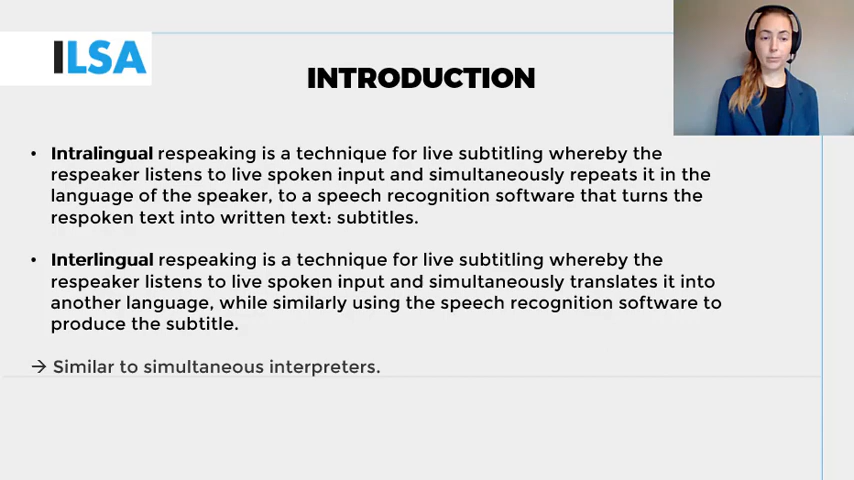 ILSA
INTRODUCTION
• Intralingual respeaking is a technique for live subtitling whereby the
respeaker listens to live spoken input and simultaneously repeats it in the
language of the speaker, to a speech recognition software that turns the
respoken text into written text: subtitles.
• Interlingual respeaking is a technique for live subtitling whereby the
respeaker listens to live spoken input and simultaneously translates it into
another language, while similarly using the speech recognition software to
produce the subtitle.
→ Similar to simultaneous interpreters.